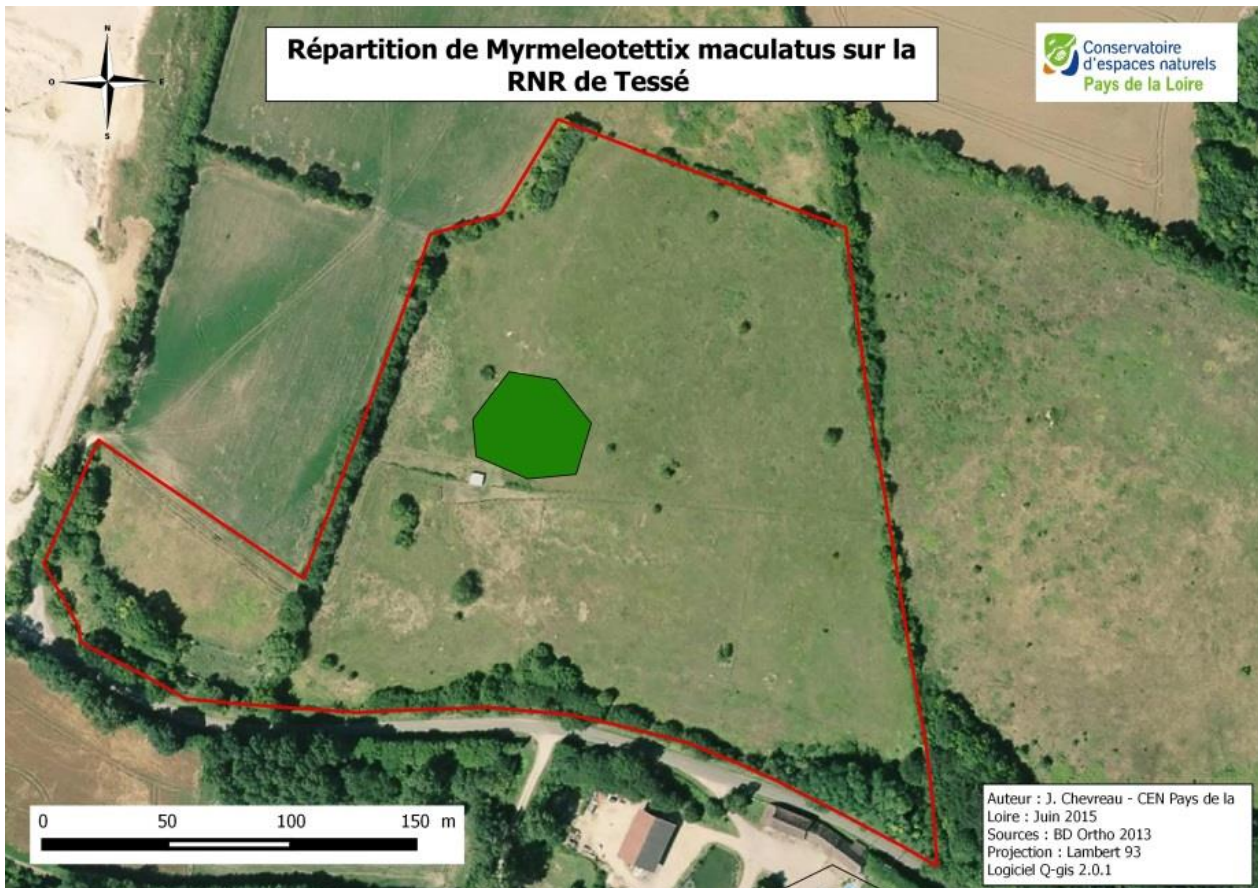 Répartition de Myrmeleotettix maculatus sur la
RNR de Tessé
Conservatoire
d'espaces naturels
Pays de la Loire
N
O
E
S
0 50 100 150 m
Auteur : J. Chevreau - CEN Pays de la
Loire : Juin 2015
Sources : BD Ortho 2013
Projection : Lambert 93
Logiciel Q-gis 2.0.1